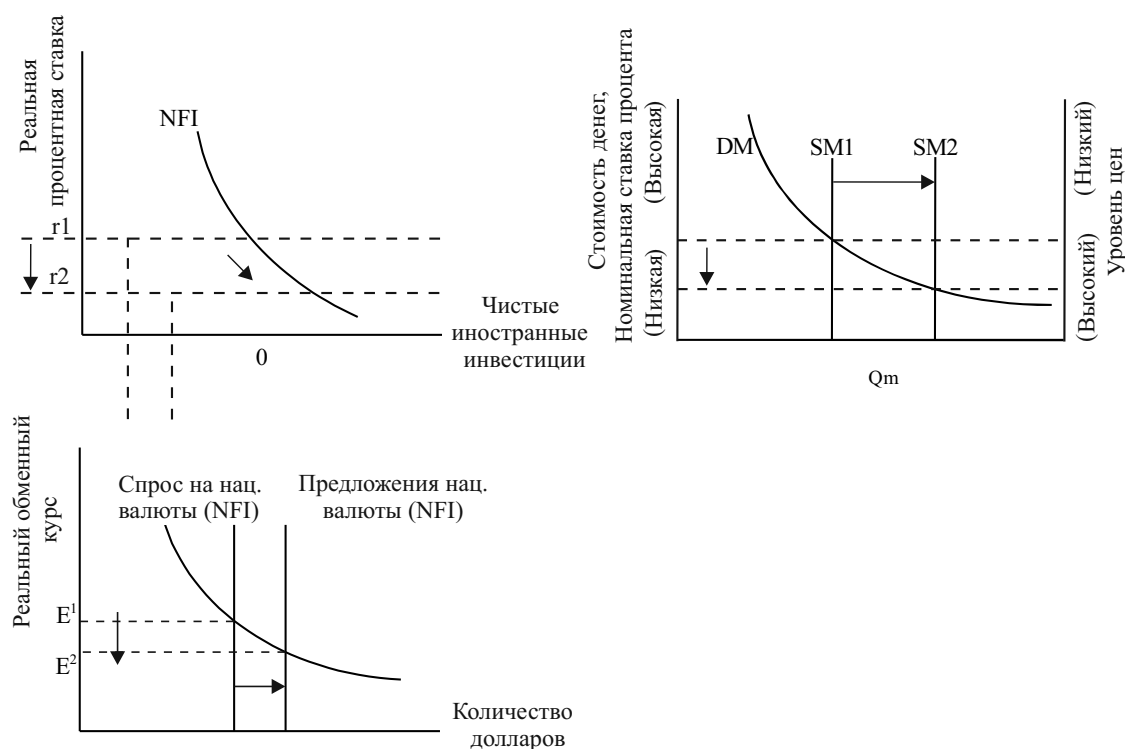 Реальная
процентная ставка
NFI
r1
r2
0
Чистые
иностранные
инвестиции
Стоимость денег,
Номинальная ставка процента
(Низкая) (Высокая)
DM
SM1
SM2
Qm
(Высокий) (Низкий)
Уровень цен
Реальный обменный
курс
Спрос на нац.
валюты (NFI)
Предложения нац.
валюты (NFI)
E¹
E²
Количество
долларов